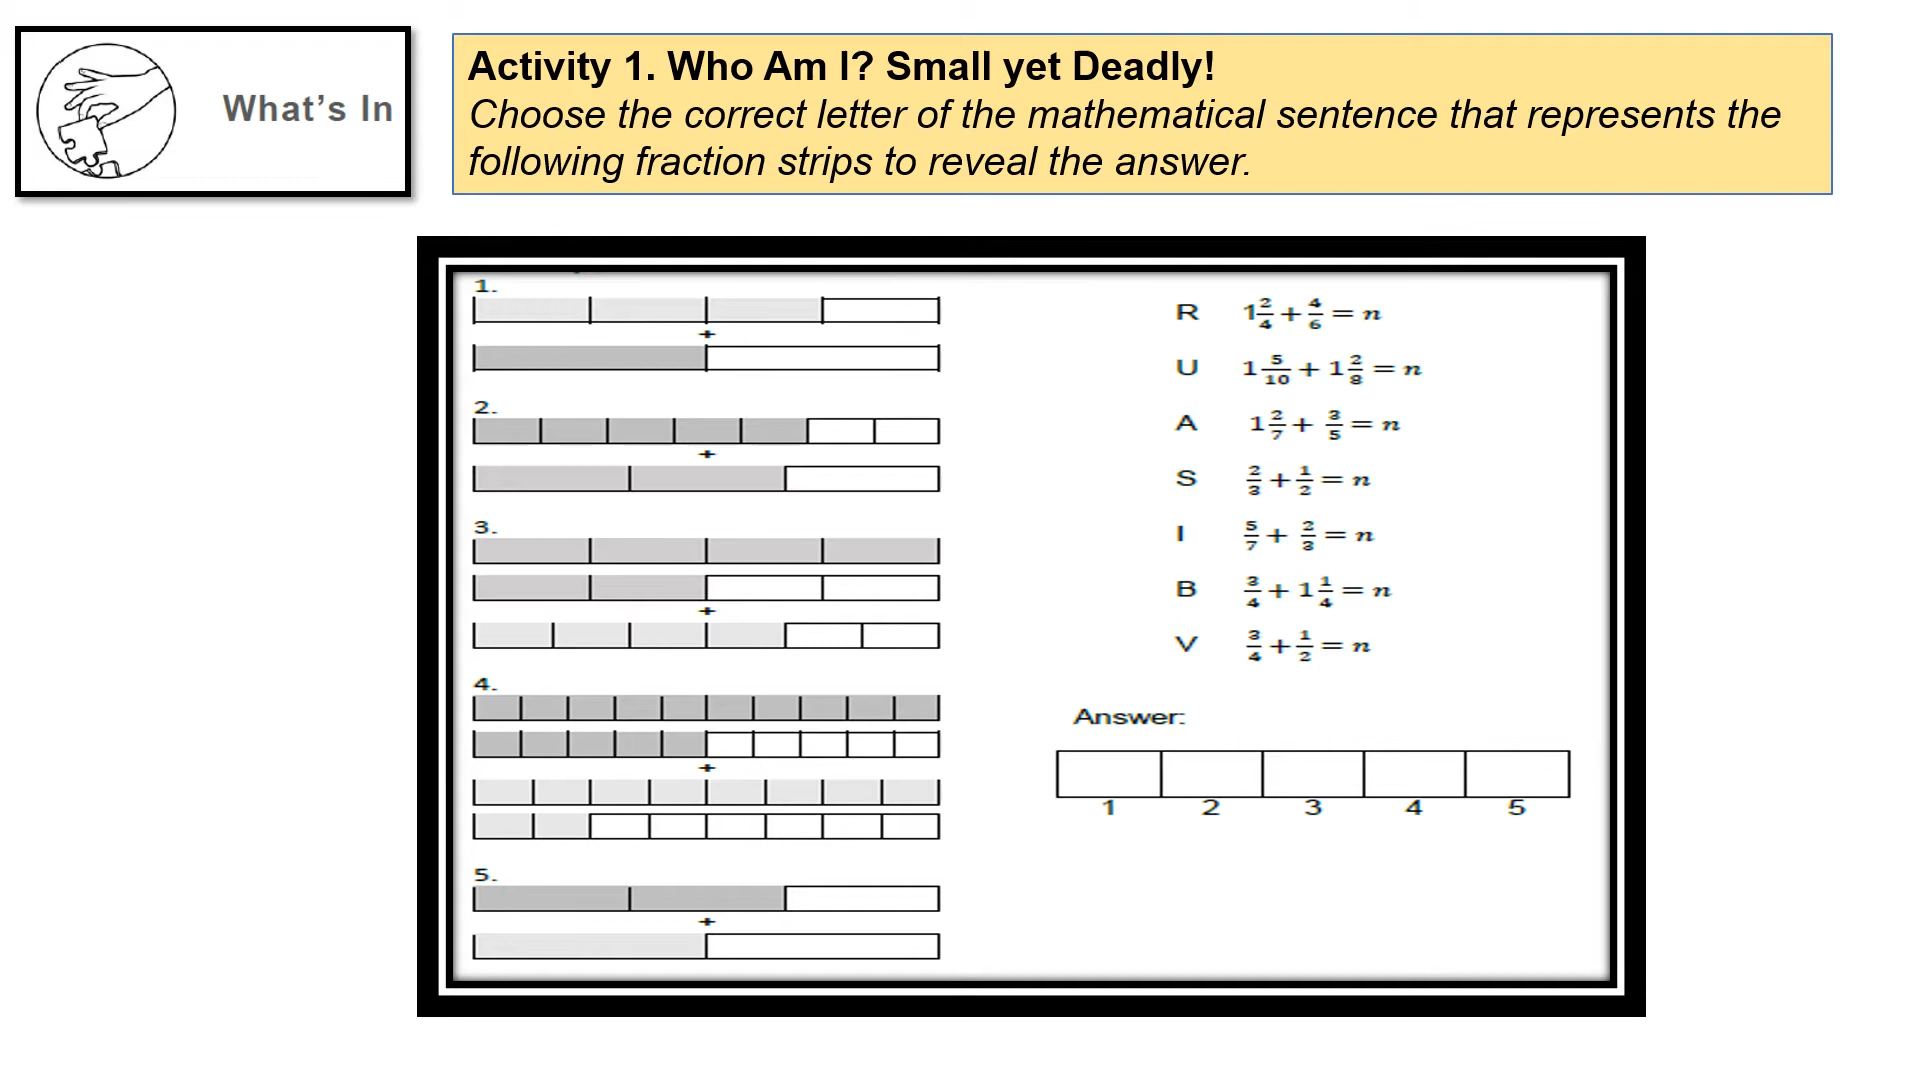 What's In
Activity 1. Who Am I? Small yet Deadly!
Choose the correct letter of the mathematical sentence that represents the
following fraction strips to reveal the answer.
1.
+
2.
+
3.
+
4.
+
5.
+
R 1 2/4 + 4/6 = n
U 1 5/10 + 1 2/8 = n
A 1 2/7 + 3/5 = n
S 2/3 + 1/2 = n
I 5/7 + 2/3 = n
B 3/4 + 1 1/4 = n
V 3/4 + 1/2 = n
Answer:
1 2 3 4 5